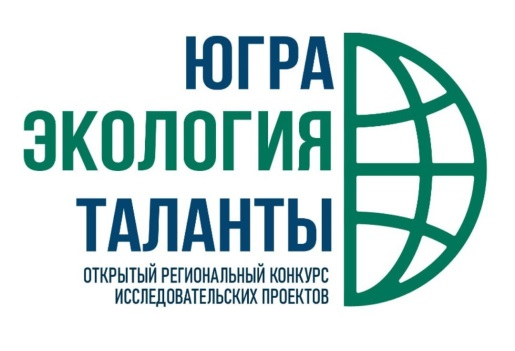 ЮГРА
ЭКОЛОГИЯ
ТАЛАНТЫ
ОТКРЫТЫЙ РЕГИОНАЛЬНЫЙ КОНКУРС
ИССЛЕДОВАТЕЛЬСКИХ ПРОЕКТОВ